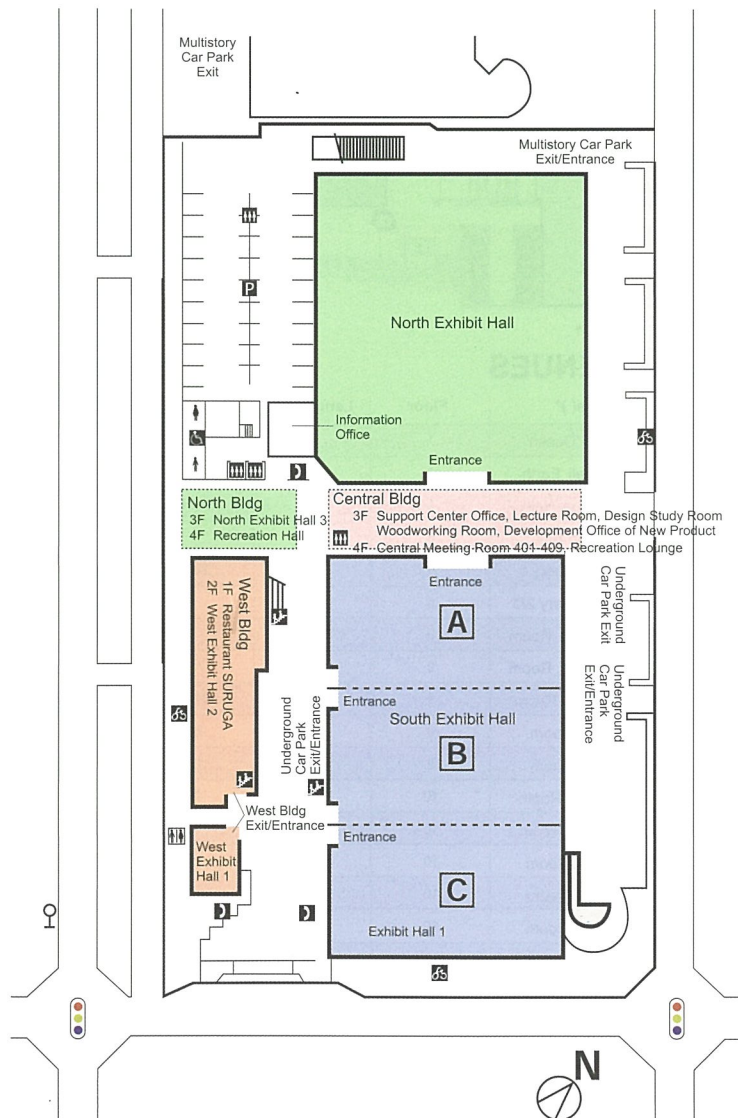 Multistory
Car Park
Exit
Multistory Car Park
Exit/Entrance
P
North Exhibit Hall
Information
Office
Entrance
North Bldg
3F North Exhibit Hall 3
4F Recreation Hall
Central Bldg
3F Support Center Office, Lecture Room, Design Study Room
Woodworking Room, Development Office of New Product
4F Central Meeting Room 401-409, Recreation Lounge
Entrance
A
West Bldg
1F Restaurant SURUGA
2F West Exhibit Hall 2
Underground
Car Park Exit
Underground
Car Park
Exit/Entrance
Entrance
South Exhibit Hall
B
Underground
Car Park
Exit/Entrance
West Bldg
Exit/Entrance
Entrance
West
Exhibit
Hall 1
C
Exhibit Hall 1
N